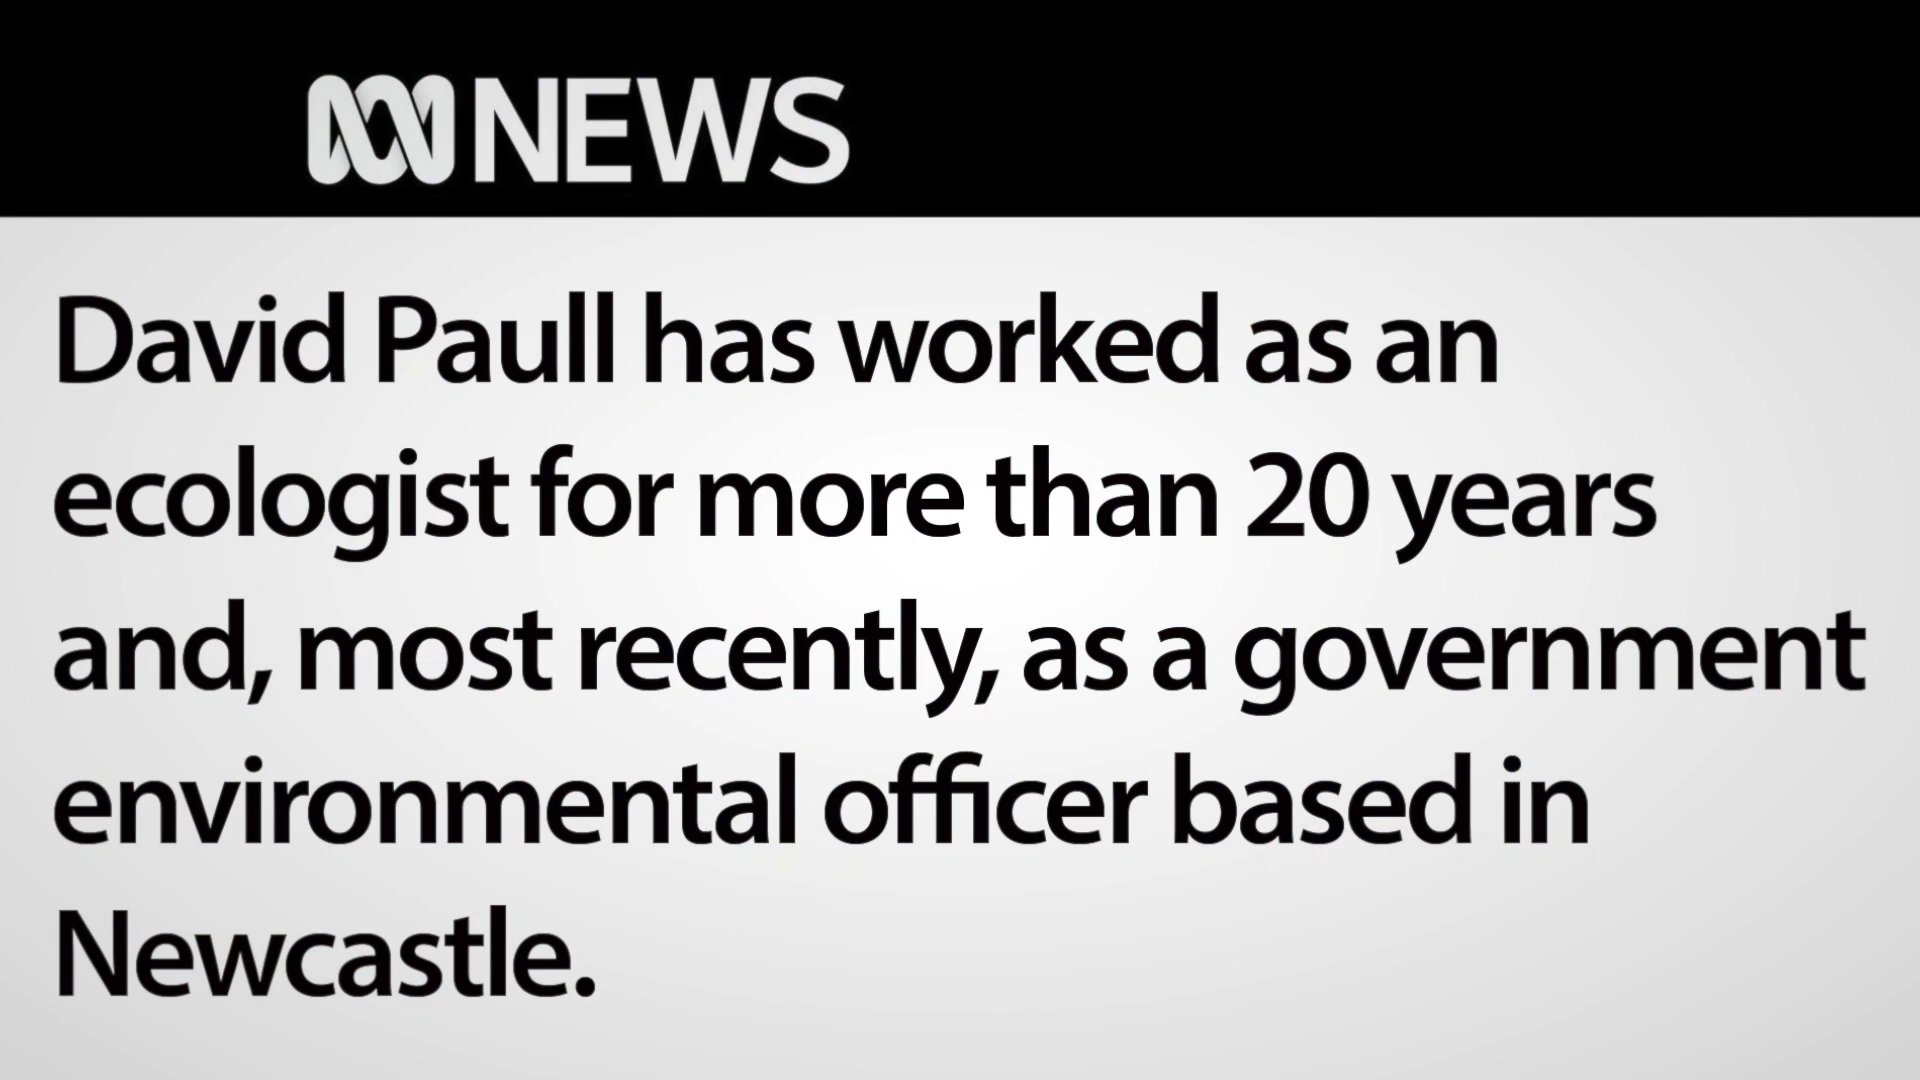 NEWS
David Paull has worked as an
ecologist for more than 20 years
and, most recently, as a government
environmental officer based in
Newcastle.